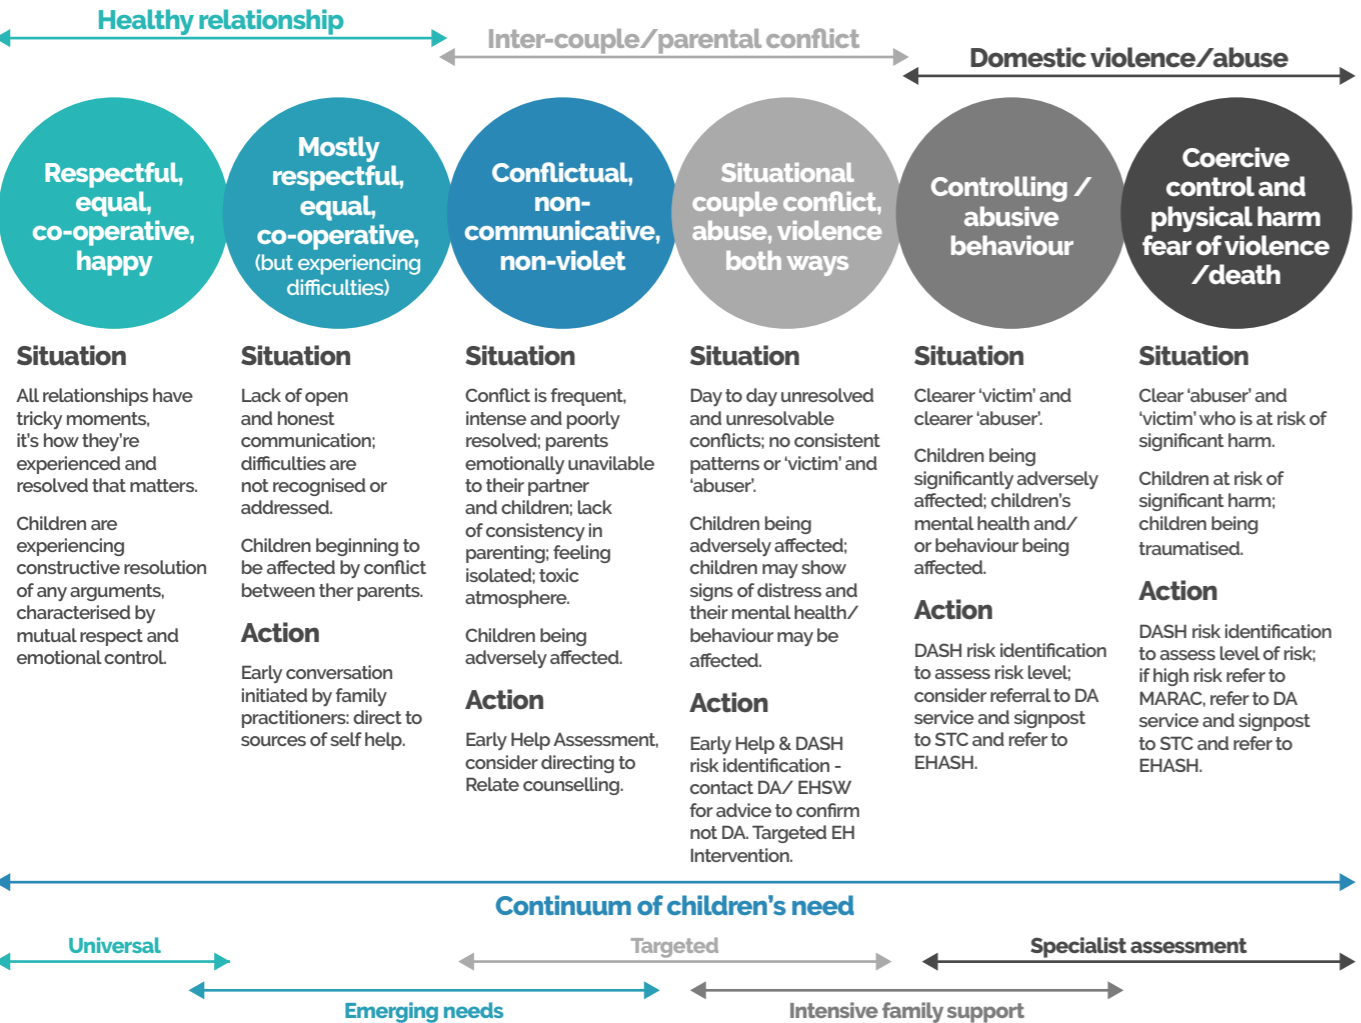 Healthy relationship
Inter-couple/parental conflict
Domestic violence/abuse
Respectful,
equal,
co-operative,
happy
Mostly
respectful,
equal,
co-operative,
(but experiencing
difficulties)
Conflictual,
non-
communicative,
non-violet
Situational
couple conflict,
abuse, violence
both ways
Controlling /
abusive
behaviour
Coercive
control and
physical harm
fear of violence
/death
Situation
All relationships have
tricky moments,
it's how they're
experienced and
resolved that matters.
Children are
experiencing
constructive resolution
of any arguments,
characterised by
mutual respect and
emotional control.
Situation
Lack of open
and honest
communication;
difficulties are
not recognised or
addressed.
Children beginning to
be affected by conflict
between ther parents.
Action
Early conversation
initiated by family
practitioners: direct to
sources of self help.
Situation
Conflict is frequent,
intense and poorly
resolved; parents
emotionally unavilable
to their partner
and children; lack
of consistency in
parenting; feeling
isolated; toxic
atmosphere.
Children being
adversely affected.
Action
Early Help Assessment,
consider directing to
Relate counselling.
Situation
Day to day unresolved
and unresolvable
conflicts; no consistent
patterns or 'victim' and
'abuser'.
Children being
adversely affected;
children may show
signs of distress and
their mental health/
behaviour may be
affected.
Action
Early Help & DASH
risk identification -
contact DA/ EHSW
for advice to confirm
not DA. Targeted EH
Intervention.
Situation
Clearer 'victim' and
clearer 'abuser'.
Children being
significantly adversely
affected; children's
mental health and/
or behaviour being
affected.
Action
DASH risk identification
to assess risk level;
consider referral to DA
service and signpost
to STC and refer to
EHASH.
Situation
Clear 'abuser' and
'victim' who is at risk of
significant harm.
Children at risk of
significant harm;
children being
traumatised.
Action
DASH risk identification
to assess level of risk;
if high risk refer to
MARAC, refer to DA
service and signpost
to STC and refer to
EHASH.
Continuum of children's need
Universal
Targeted
Specialist assessment
Emerging needs
Intensive family support